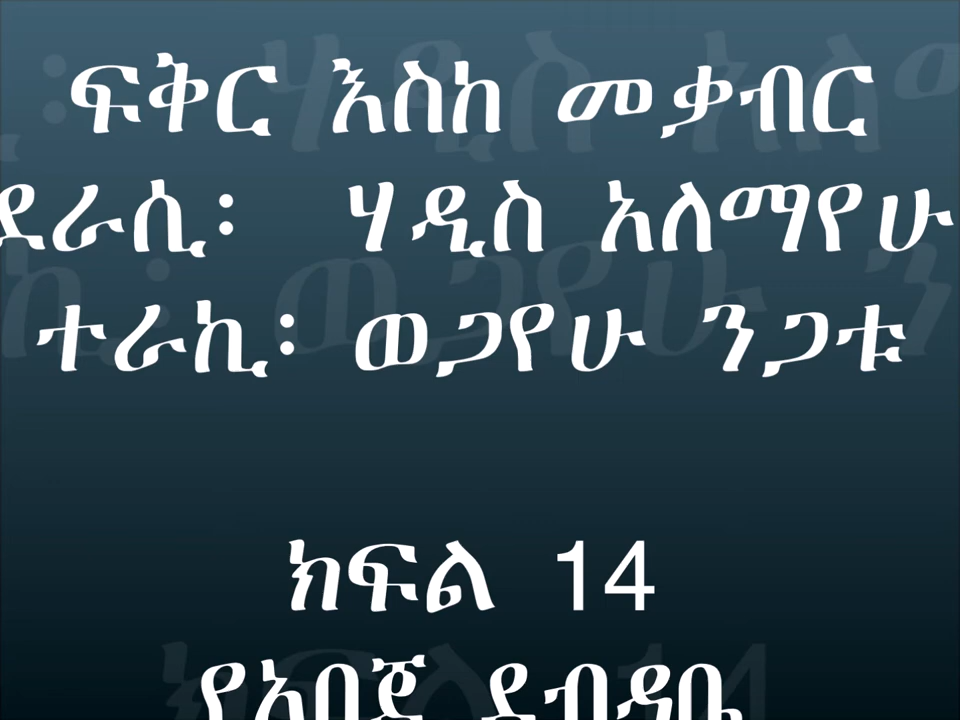 ፍቅር እስከ መቃብር
ደራሲ፡ ሃዲስ አለማየሁ
ተራኪ፡ ወጋየሁ ንጋቱ
ክፍል 14
የአበጀ ደብዳቤ